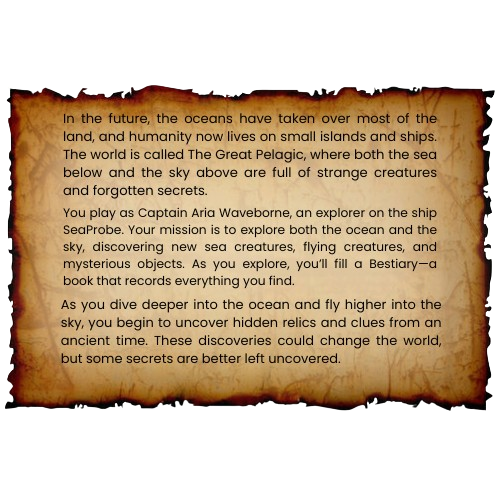 In the future, the oceans have taken over most of the
land, and humanity now lives on small islands and ships.
The world is called The Great Pelagic, where both the sea
below and the sky above are full of strange creatures
and forgotten secrets.
You play as Captain Aria Waveborne, an explorer on the ship
SeaProbe. Your mission is to explore both the ocean and the
sky, discovering new sea creatures, flying creatures, and
mysterious objects. As you explore, you'll fill a Bestiary—a
book that records everything you find.
As you dive deeper into the ocean and fly higher into the
sky, you begin to uncover hidden relics and clues from an
ancient time. These discoveries could change the world,
but some secrets are better left uncovered.